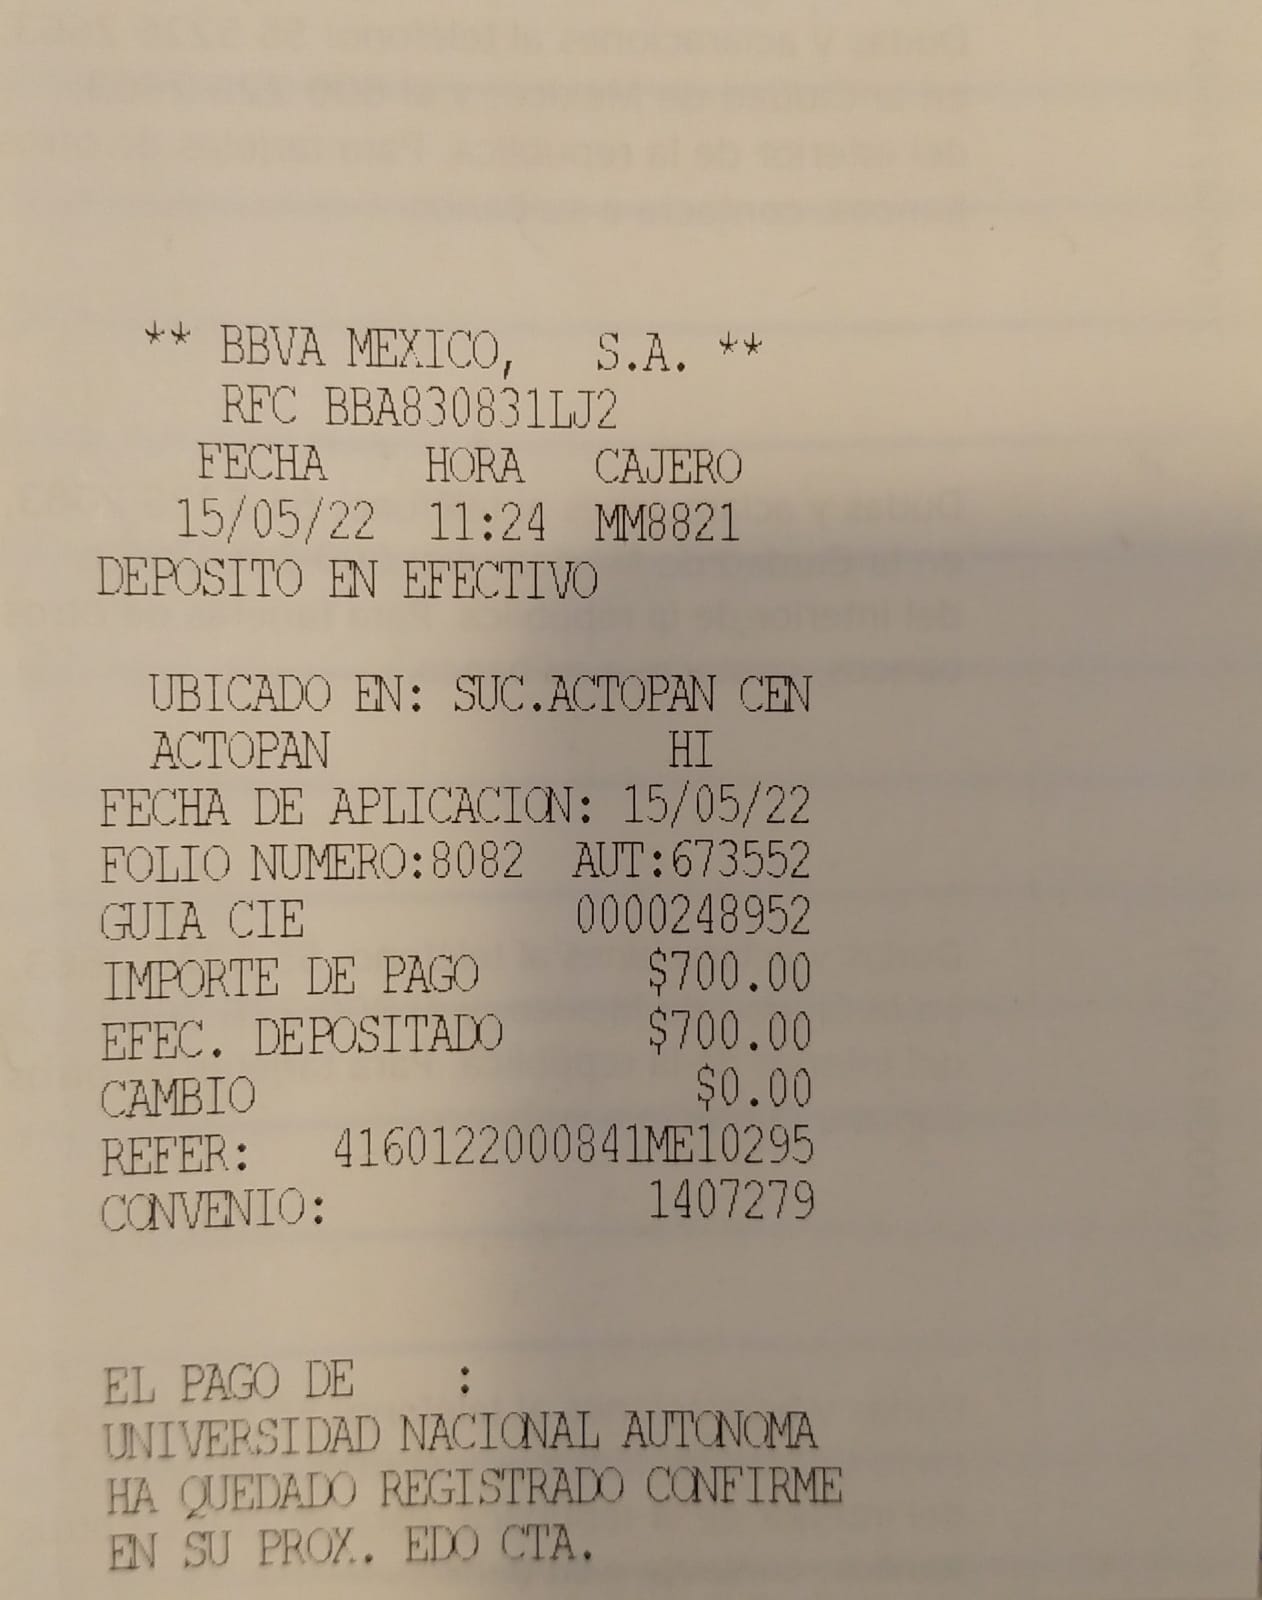 ** BBVA MEXICO, S.A. **
RFC BBA830831LJ2
FECHA HORA CAJERO
15/05/22 11:24 MM8821
DEPOSITO EN EFECTIVO
UBICADO EN: SUC.ACTOPAN CEN
ACTOPAN HI
FECHA DE APLICACION: 15/05/22
FOLIO NUMERO:8082 AUT:673552
GUIA CIE 0000248952
IMPORTE DE PAGO $700.00
EFEC. DEPOSITADO $700.00
CAMBIO $0.00
REFER: 4160122000841ME10295
CONVENIO: 1407279
EL PAGO DE :
UNIVERSIDAD NACIONAL AUTONOMA
HA QUEDADO REGISTRADO CONFIRME
EN SU PROX. EDO CTA.